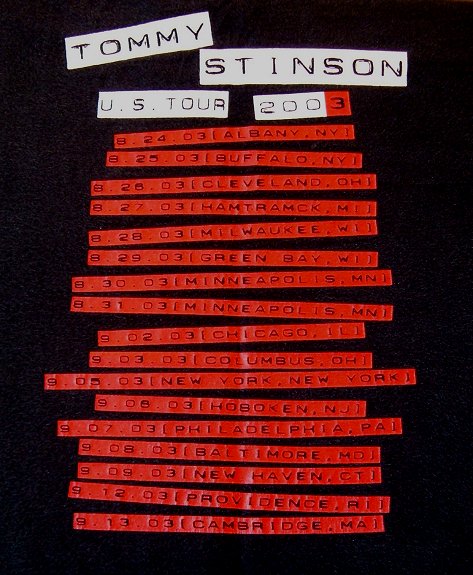 TOMMY
STINSON
U.S. TOUR 2003
8.24.03[ALBANY,NY]
8.25.03[BUFFALO,NY]
8.26.03[CLEVELAND,OH]
8.27.03[HAMTRAMCK,MI]
8.28.03[MILWAUKEE,WI]
8.29.03[GREEN BAY,WI]
8.30.03[MINNEAPOLIS MN]
8.31.03[MINNEAPOLIS MN]
9.02.03[CHICAGO IL]
9.03.03[COLUMBUS,OH]
9.05.03[NEW YORK,NEW YORK]
9.06.03[HOBOKEN,NJ]
9.07.03[PHILADELPHIA,PA]
9.08.03[BALTIMORE,MD]
9.09.03[NEW HAVEN,CT]
9.12.03[PROVIDENCE,RI]
9.13.03[CAMBRIDGE,MA]